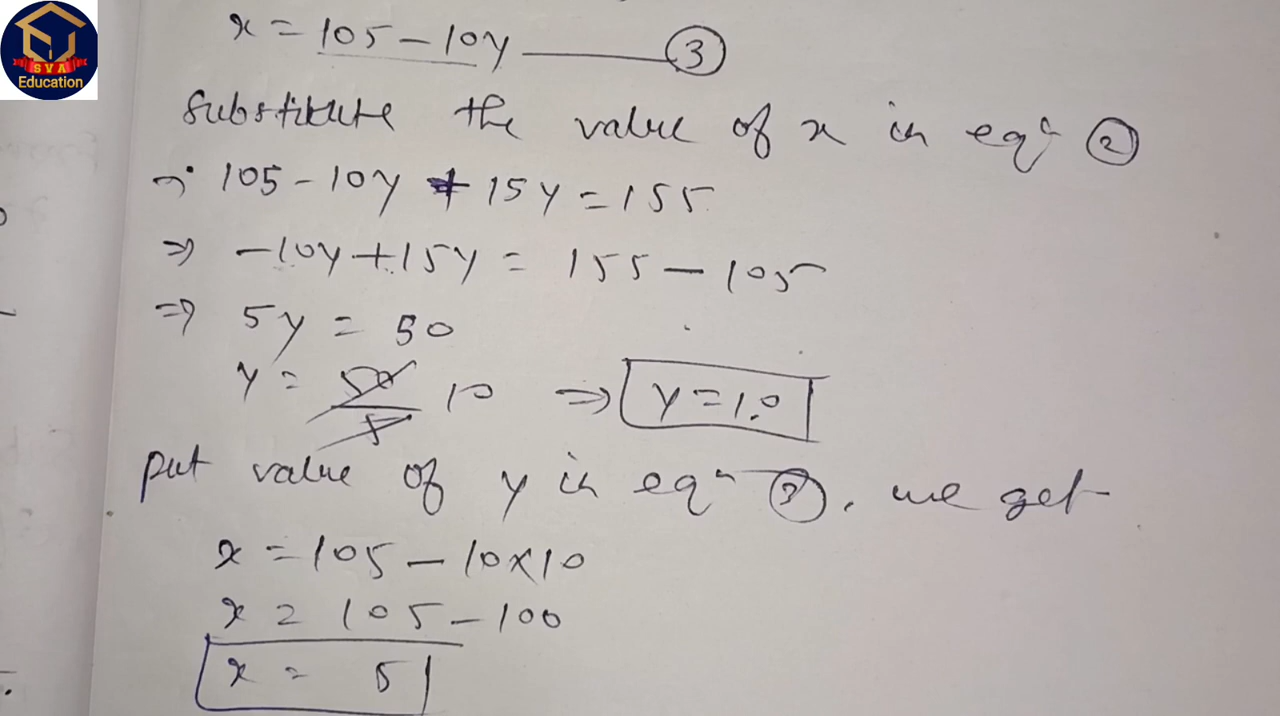 SVA
Education
x = 105 - 10y ③
Substitute the value of x in eqⁿ ②
⇒ 105 - 10y + 15y = 155
⇒ -10y + 15y = 155 - 105
⇒ 5y = 50
y = 50/5 10 ⇒ y = 10
put value of y in eqⁿ ③, we get
x = 105 - 10×10
x = 105 - 100
x = 5